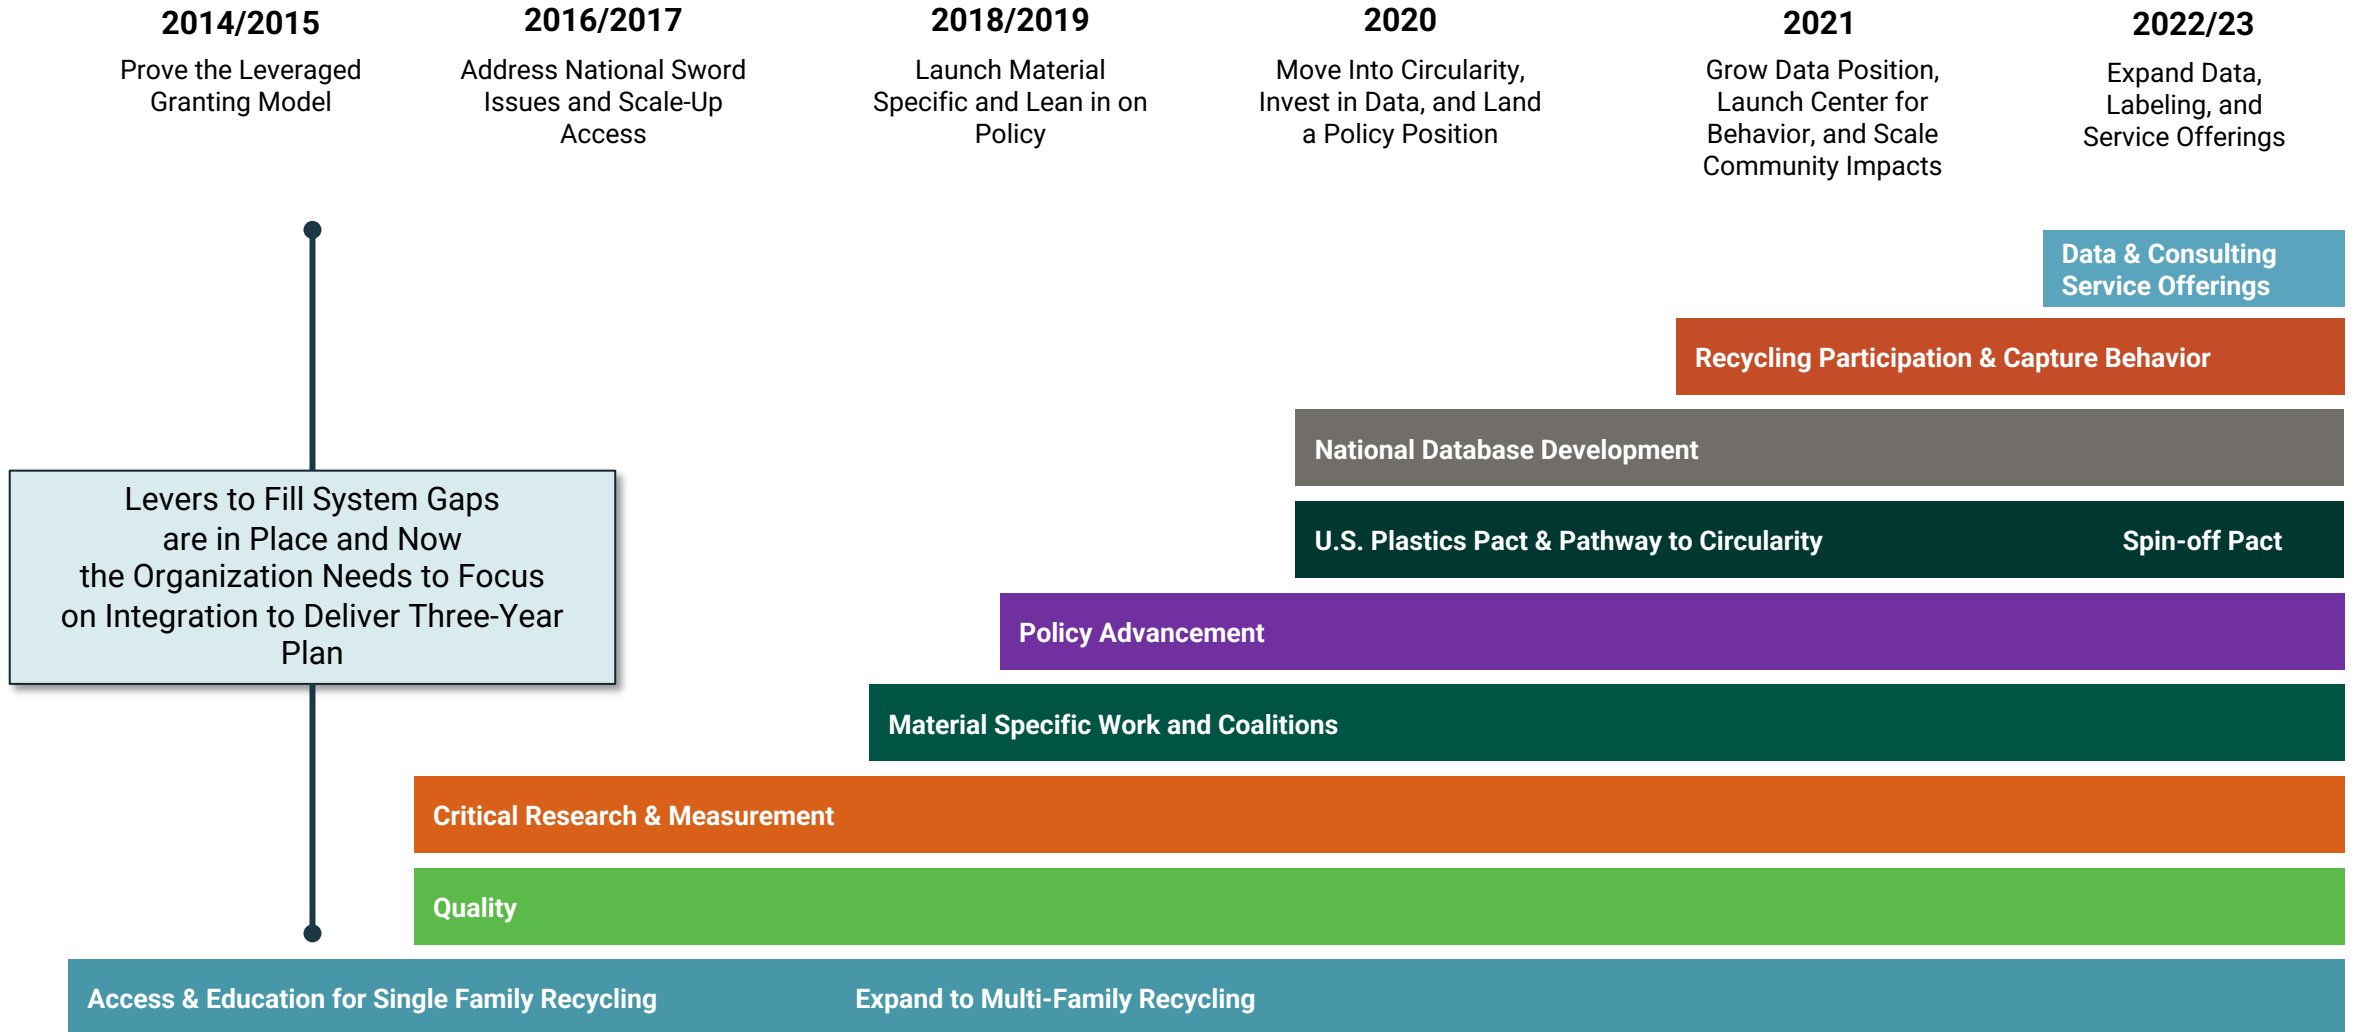 2014/2015
Prove the Leveraged
Granting Model
2016/2017
Address National Sword
Issues and Scale-Up
Access
2018/2019
Launch Material
Specific and Lean in on
Policy
2020
Move Into Circularity,
Invest in Data, and Land
a Policy Position
2021
Grow Data Position,
Launch Center for
Behavior, and Scale
Community Impacts
2022/23
Expand Data,
Labeling, and
Service Offerings
Data & Consulting
Service Offerings
Recycling Participation & Capture Behavior
National Database Development
Levers to Fill System Gaps
are in Place and Now
the Organization Needs to Focus
on Integration to Deliver Three-Year
Plan
U.S. Plastics Pact & Pathway to Circularity
Spin-off Pact
Policy Advancement
Material Specific Work and Coalitions
Critical Research & Measurement
Quality
Access & Education for Single Family Recycling
Expand to Multi-Family Recycling